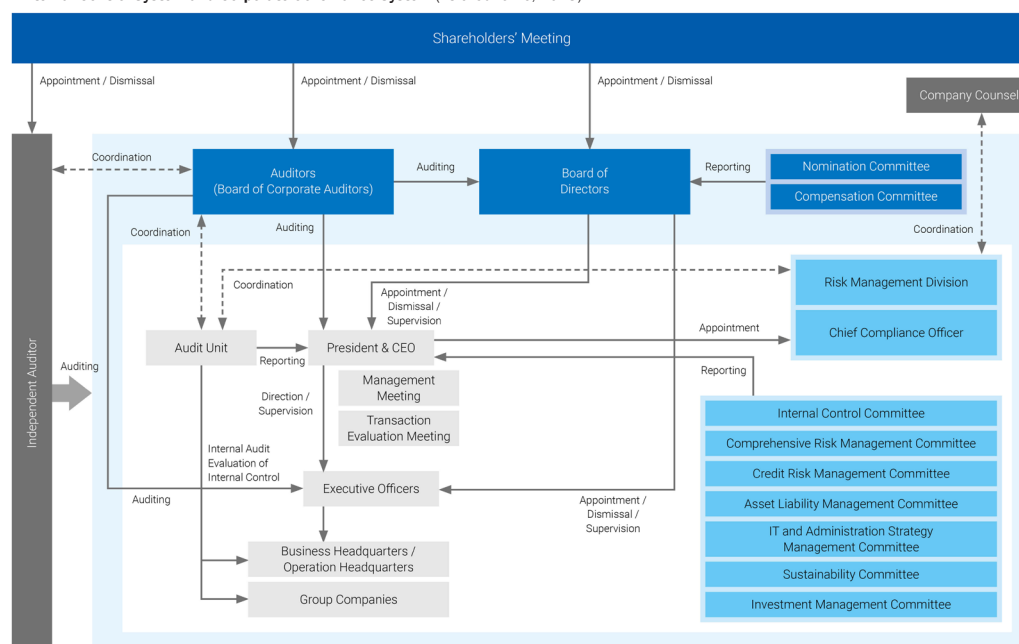 Shareholders' Meeting
Appointment / Dismissal
Appointment / Dismissal
Appointment / Dismissal
Company Counsel
Independent Auditor
Coordination
Auditors
(Board of Corporate Auditors)
Auditing
Board of
Directors
Reporting
Nomination Committee
Compensation Committee
Coordination
Auditing
Coordination
Coordination
Risk Management Division
Chief Compliance Officer
Appointment /
Dismissal /
Supervision
Appointment
Audit Unit
Reporting
President & CEO
Reporting
Auditing
Management
Meeting
Transaction
Evaluation Meeting
Direction /
Supervision
Internal Audit
Evaluation of
Internal Control
Auditing
Executive Officers
Appointment /
Dismissal /
Supervision
Business Headquarters /
Operation Headquarters
Group Companies
Internal Control Committee
Comprehensive Risk Management Committee
Credit Risk Management Committee
Asset Liability Management Committee
IT and Administration Strategy
Management Committee
Sustainability Committee
Investment Management Committee